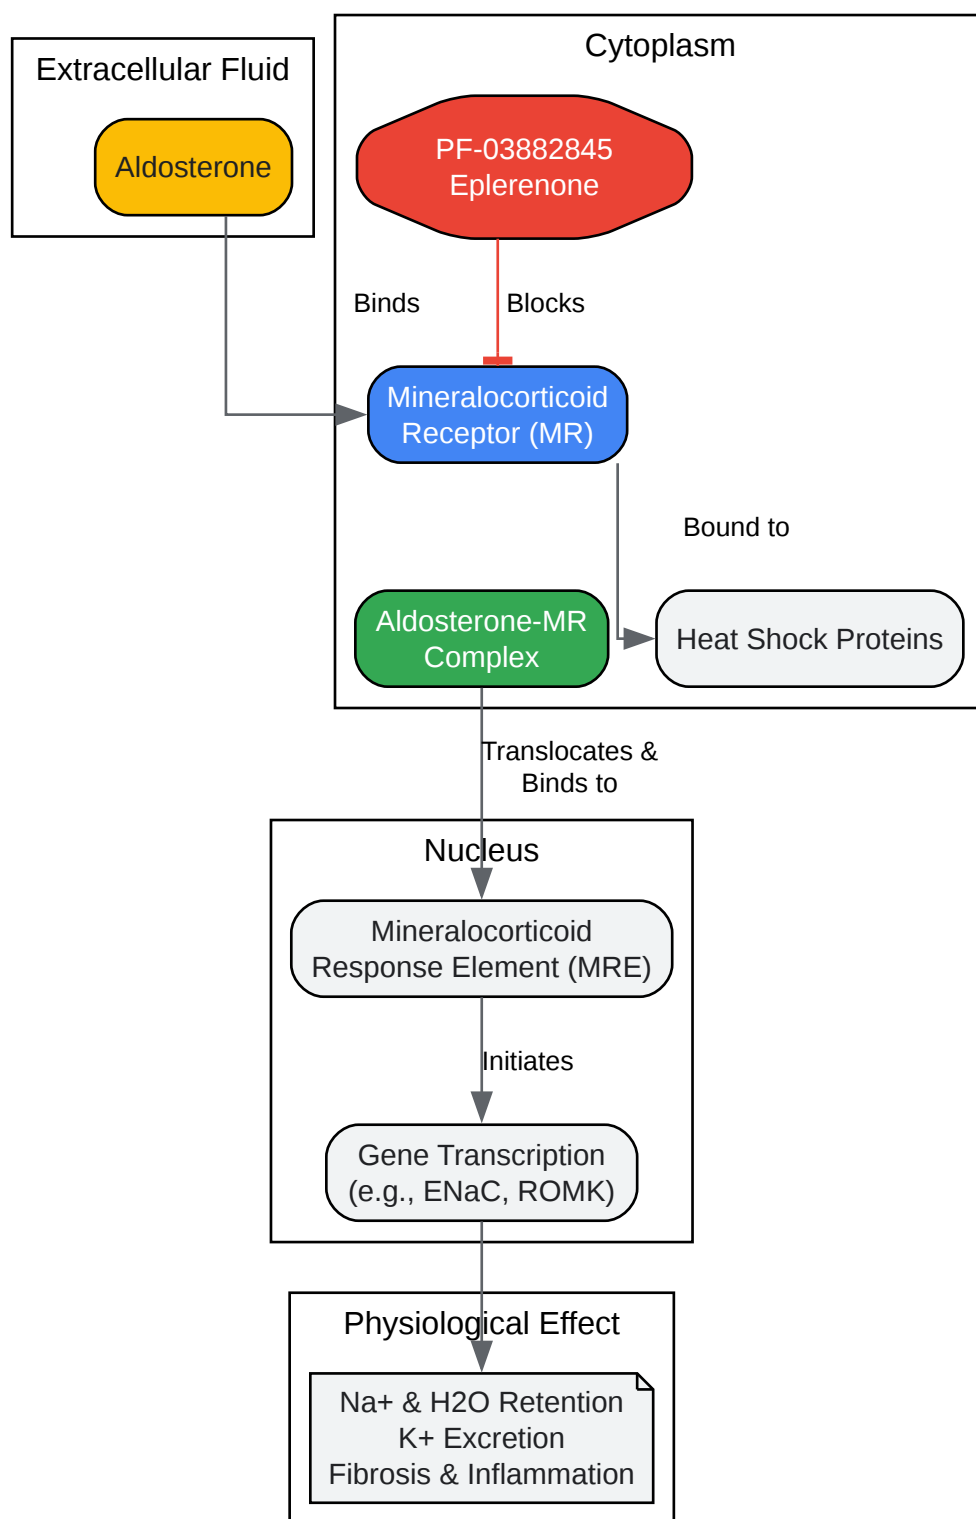 Extracellular Fluid
Aldosterone
Cytoplasm
PF-03882845
Eplerenone
Binds
Blocks
Mineralocorticoid
Receptor (MR)
Bound to
Aldosterone-MR
Complex
Heat Shock Proteins
Translocates &
Binds to
Nucleus
Mineralocorticoid
Response Element (MRE)
Initiates
Gene Transcription
(e.g., ENaC, ROMK)
Physiological Effect
Na+ & H2O Retention
K+ Excretion
Fibrosis & Inflammation